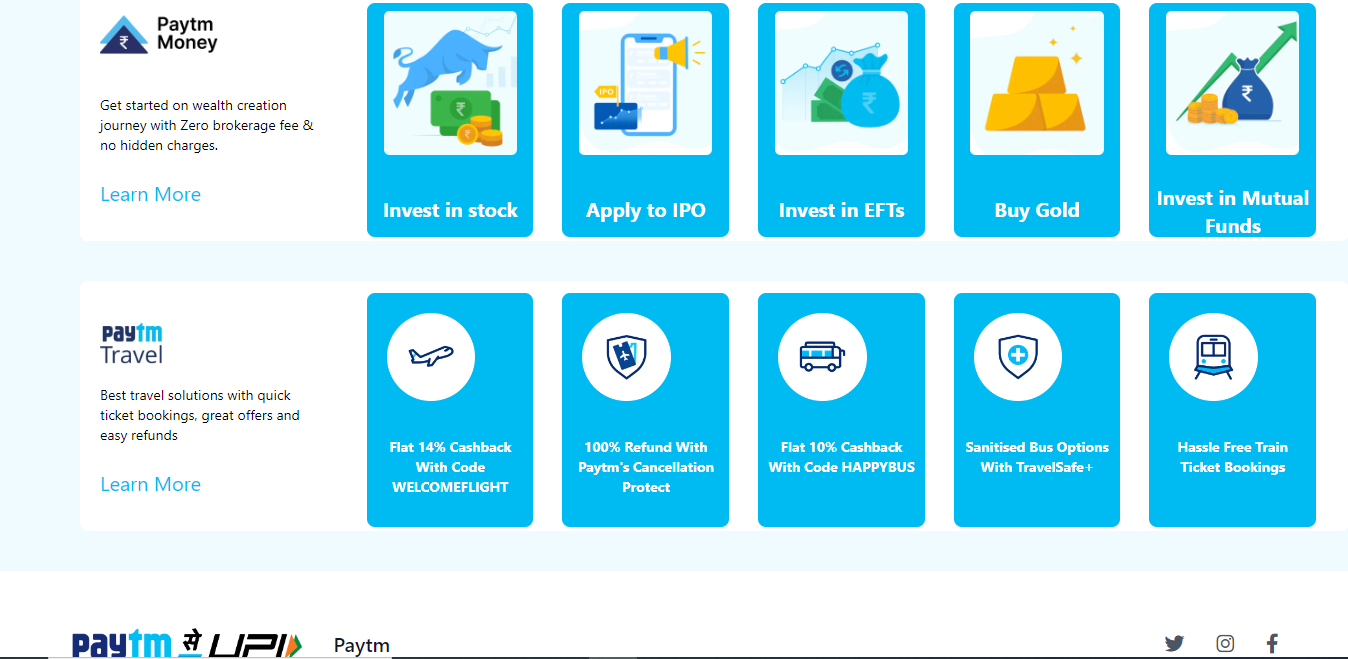 Paytm
Money
Get started on wealth creation
journey with Zero brokerage fee &
no hidden charges.
Learn More
IPO
Invest in stock
Apply to IPO
Invest in EFTs
Buy Gold
Invest in Mutual
Funds
paytm
Travel
Best travel solutions with quick
ticket bookings, great offers and
easy refunds
Learn More
Flat 14% Cashback
With Code
WELCOMEFLIGHT
100% Refund With
Paytm's Cancellation
Protect
Flat 10% Cashback
With Code HAPPYBUS
Sanitised Bus Options
With TravelSafe+
Hassle Free Train
Ticket Bookings
paytm से UPI
Paytm